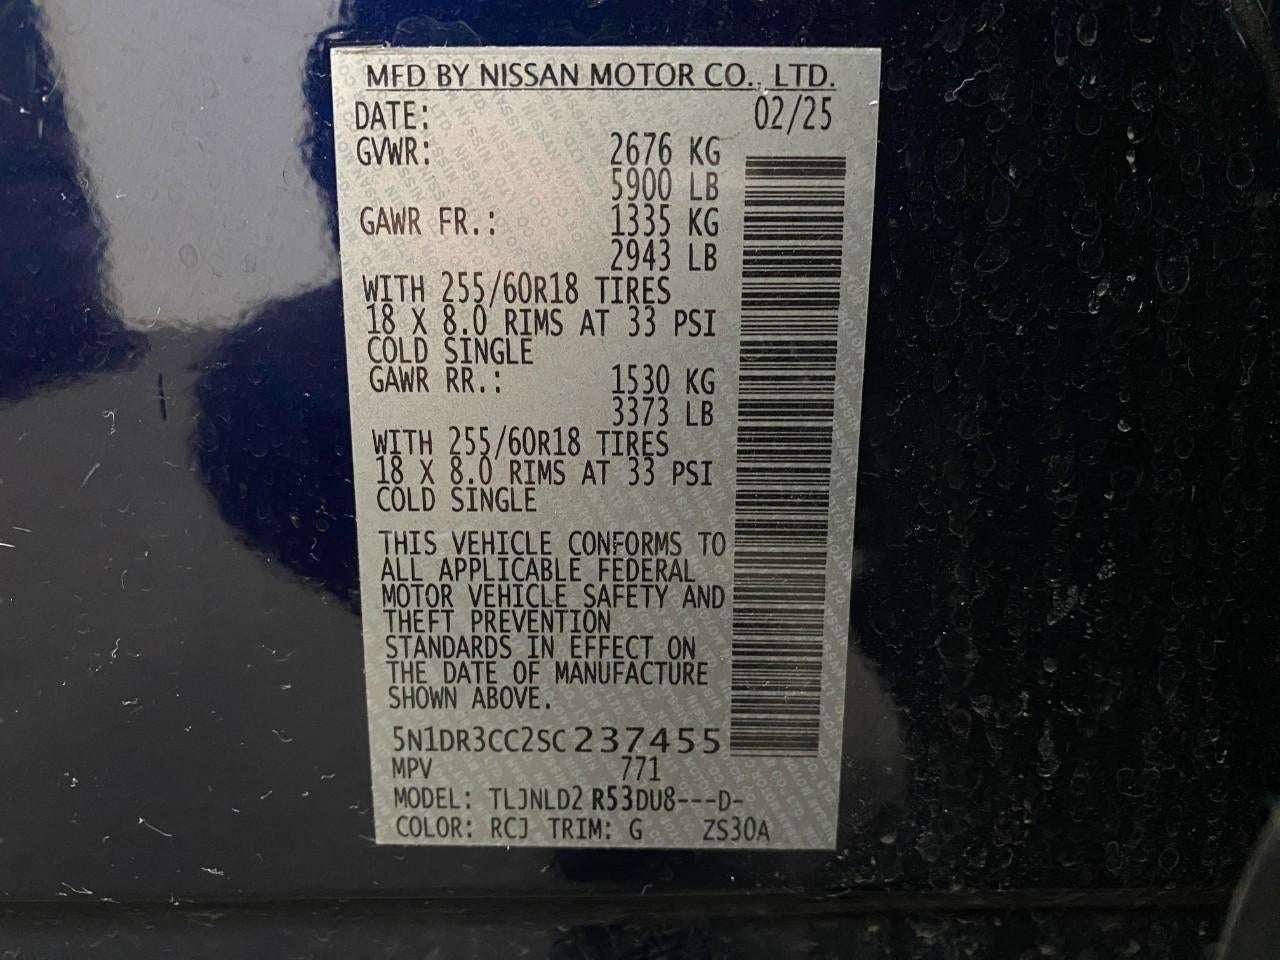 MFD BY NISSAN MOTOR CO., LTD.
DATE: 02/25
GVWR: 2676 KG
5900 LB
GAWR FR.: 1335 KG
2943 LB
WITH 255/60R18 TIRES
18 X 8.0 RIMS AT 33 PSI
COLD SINGLE
GAWR RR.: 1530 KG
3373 LB
WITH 255/60R18 TIRES
18 X 8.0 RIMS AT 33 PSI
COLD SINGLE
THIS VEHICLE CONFORMS TO
ALL APPLICABLE FEDERAL
MOTOR VEHICLE SAFETY AND
THEFT PREVENTION
STANDARDS IN EFFECT ON
THE DATE OF MANUFACTURE
SHOWN ABOVE.
5N1DR3CC2SC237455
MPV 771
MODEL: TLJNLD2 R53DU8---D-
COLOR: RCJ TRIM: G ZS30A